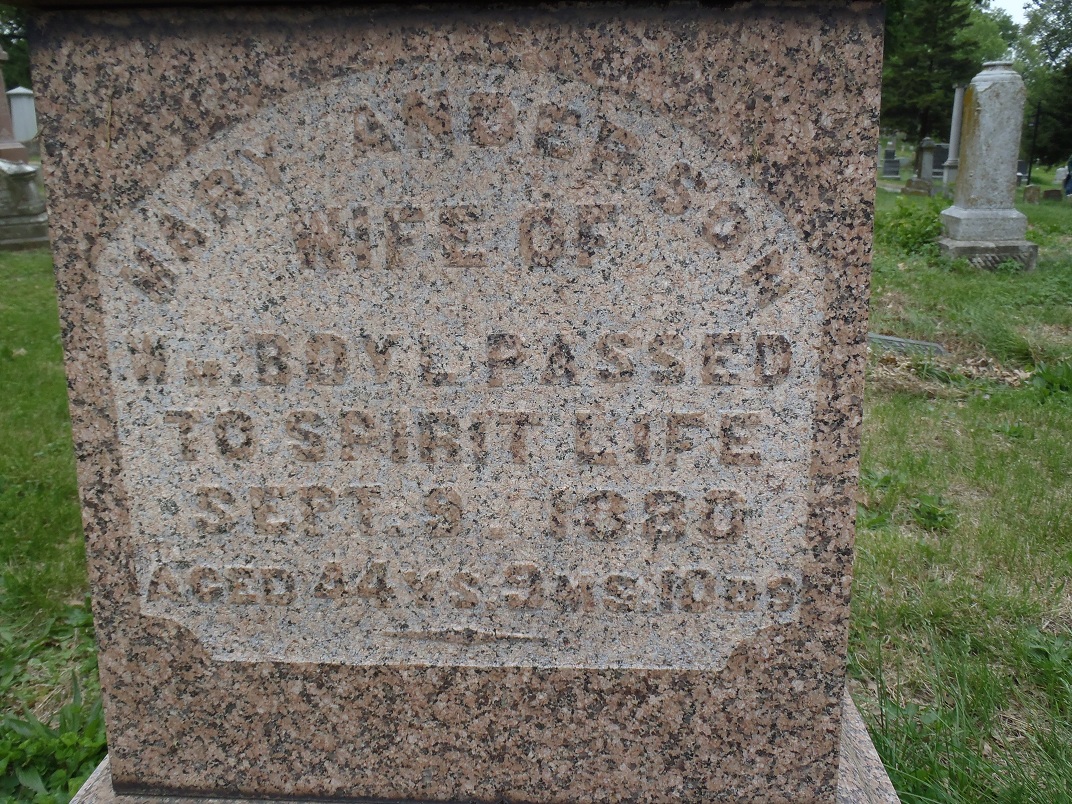 MARY ANDERSON
WIFE OF
Wm. BOYL PASSED
TO SPIRIT LIFE
SEPT. 9. 1880
AGED 44 YS. 9 MS. 10 DS